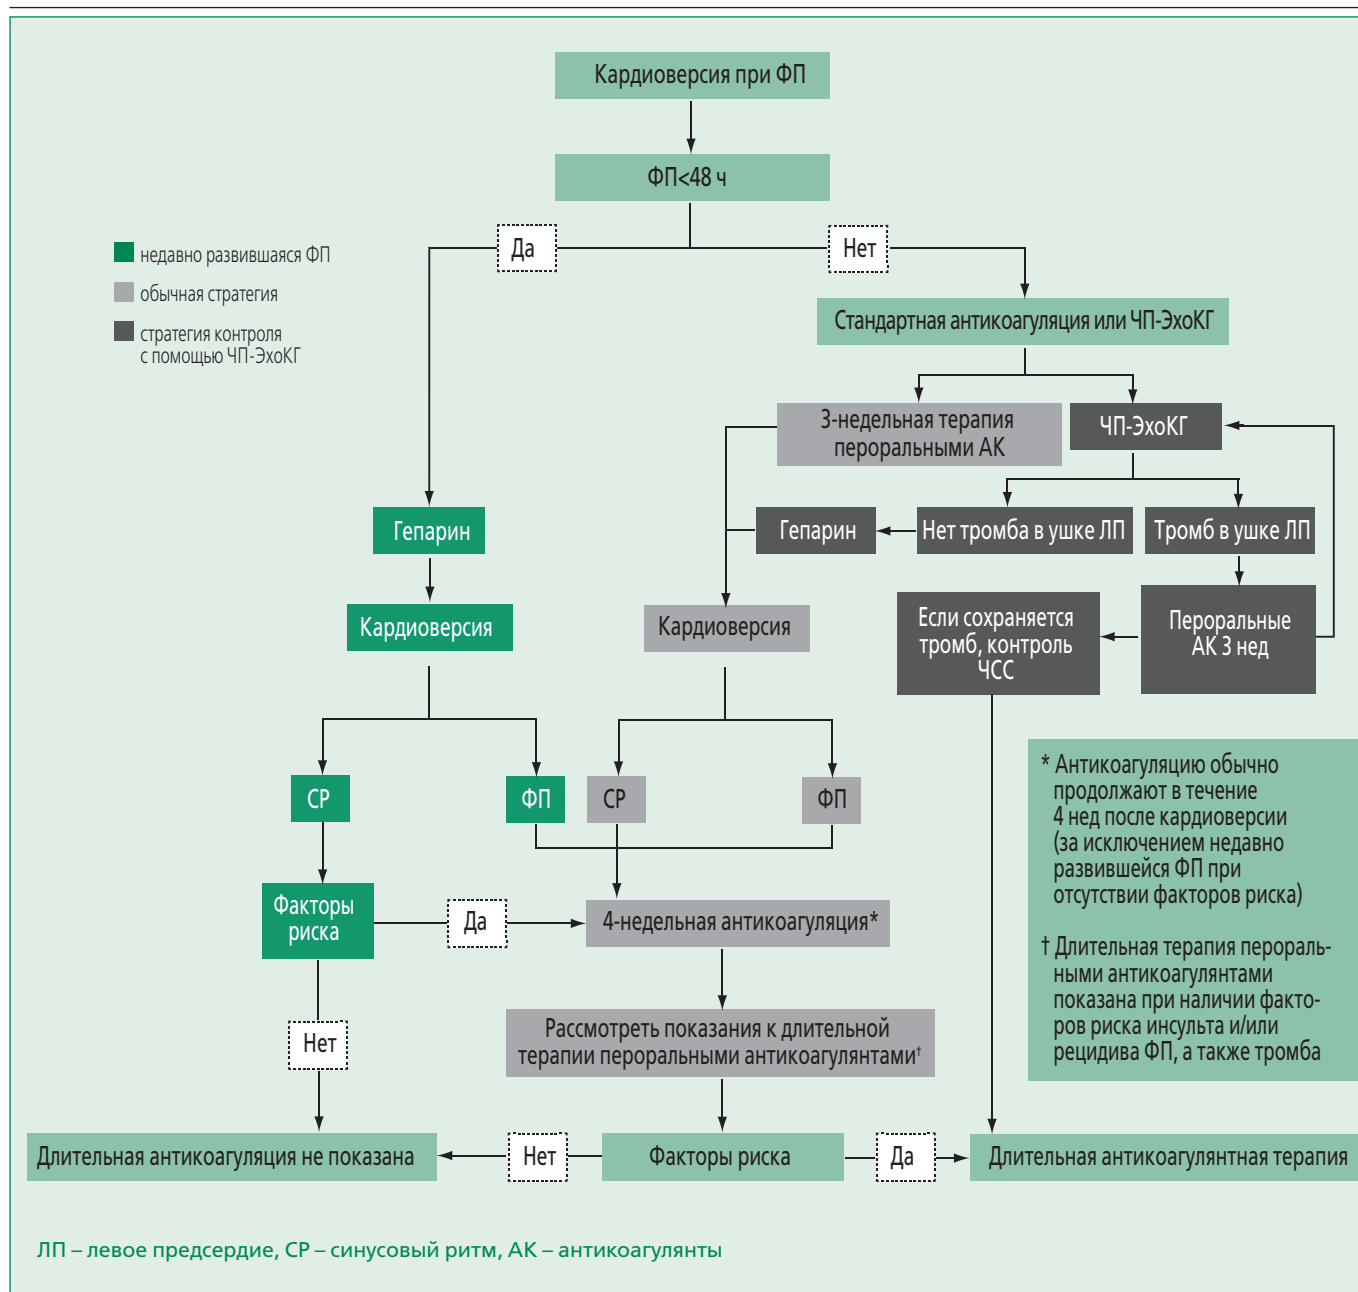 Кардиоверсия при ФП
ФП<48 ч
Да
Нет
недавно развившаяся ФП
обычная стратегия
стратегия контроля
с помощью ЧП-ЭхоКГ
Стандартная антикоагуляция или ЧП-ЭхоКГ
3-недельная терапия
пероральными АК
ЧП-ЭхоКГ
Гепарин
Гепарин
Нет тромба в ушке ЛП
Тромб в ушке ЛП
Кардиоверсия
Кардиоверсия
Если сохраняется
тромб, контроль
ЧСС
Пероральные
АК 3 нед
СР
ФП
СР
ФП
* Антикоагуляцию обычно
продолжают в течение
4 нед после кардиоверсии
(за исключением недавно
развившейся ФП при
отсутствии факторов риска)
† Длительная терапия перораль-
ными антикоагулянтами
показана при наличии факто-
ров риска инсульта и/или
рецидива ФП, а также тромба
Факторы
риска
Да
4-недельная антикоагуляция*
Нет
Рассмотреть показания к длительной
терапии пероральными антикоагулянтами†
Длительная антикоагуляция не показана
Нет
Факторы риска
Да
Длительная антикоагулянтная терапия
ЛП – левое предсердие, СР – синусовый ритм, АК – антикоагулянты